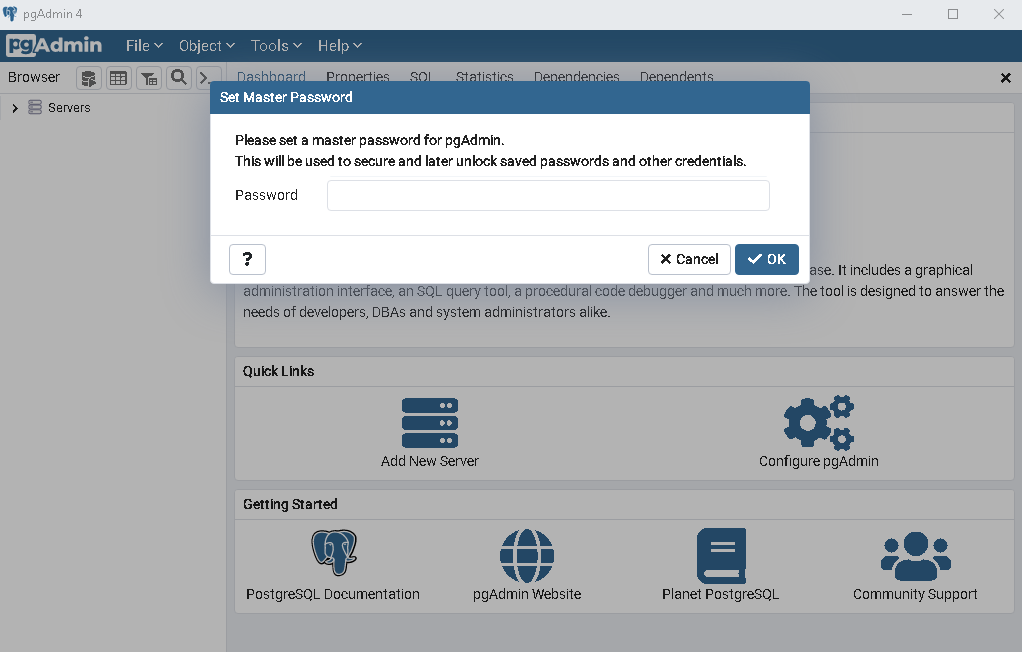 pgAdmin 4
pgAdmin File Object Tools Help
Browser Dashboard Properties SQL Statistics Dependencies Dependents
Servers
Set Master Password
Please set a master password for pgAdmin.
This will be used to secure and later unlock saved passwords and other credentials.
Password
? Cancel OK
ase. It includes a graphical
administration interface, an SQL query tool, a procedural code debugger and much more. The tool is designed to answer the
needs of developers, DBAs and system administrators alike.
Quick Links
Add New Server Configure pgAdmin
Getting Started
PostgreSQL Documentation pgAdmin Website Planet PostgreSQL Community Support